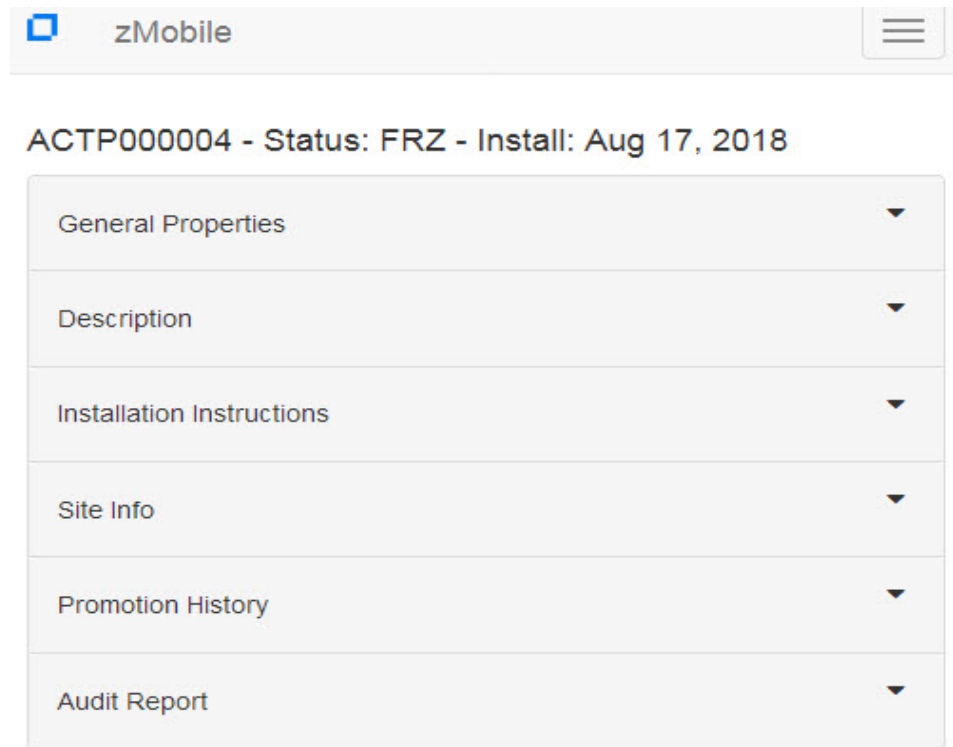 zMobile
ACTP000004 - Status: FRZ - Install: Aug 17, 2018
General Properties
Description
Installation Instructions
Site Info
Promotion History
Audit Report